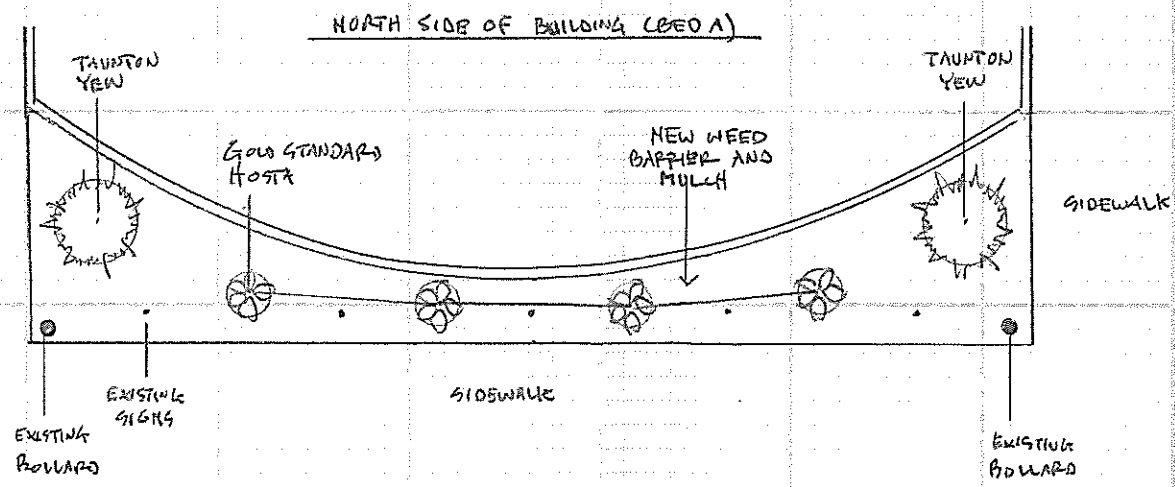 NORTH SIDE OF BUILDING (BED A)
TAUNTON
YEW
TAUNTON
YEW
GOLD STANDARD
HOSTA
NEW WEED
BARRIER AND
MULCH
SIDEWALK
EXISTING
SIGNS
SIDEWALK
EXISTING
BOLLARD
EXISTING
BOLLARD